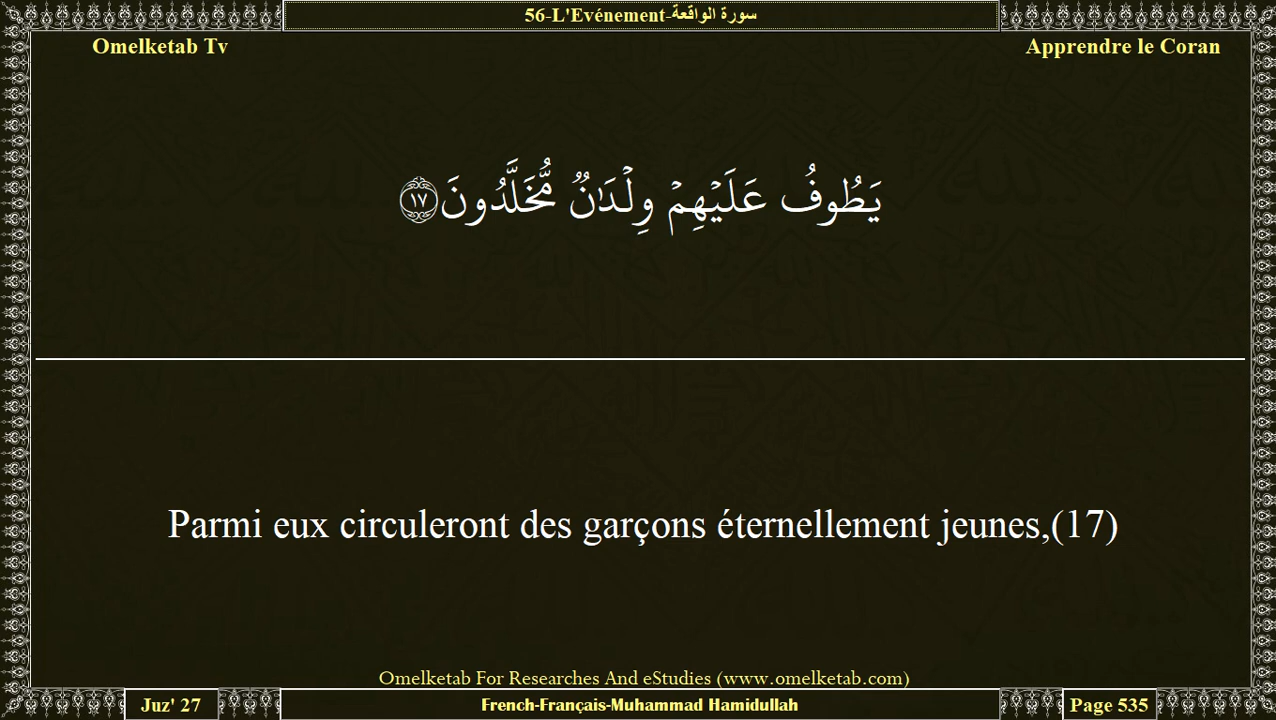 56-L'Evénement-سورة الواقعة
Omelketab Tv
Apprendre le Coran
يَطُوفُ عَلَيۡهِمۡ وِلۡدَٰنٞ مُّخَلَّدُونَ ١٧
Parmi eux circuleront des garçons éternellement jeunes,(17)
Omelketab For Researches And eStudies (www.omelketab.com)
Juz' 27
French-Français-Muhammad Hamidullah
Page 535